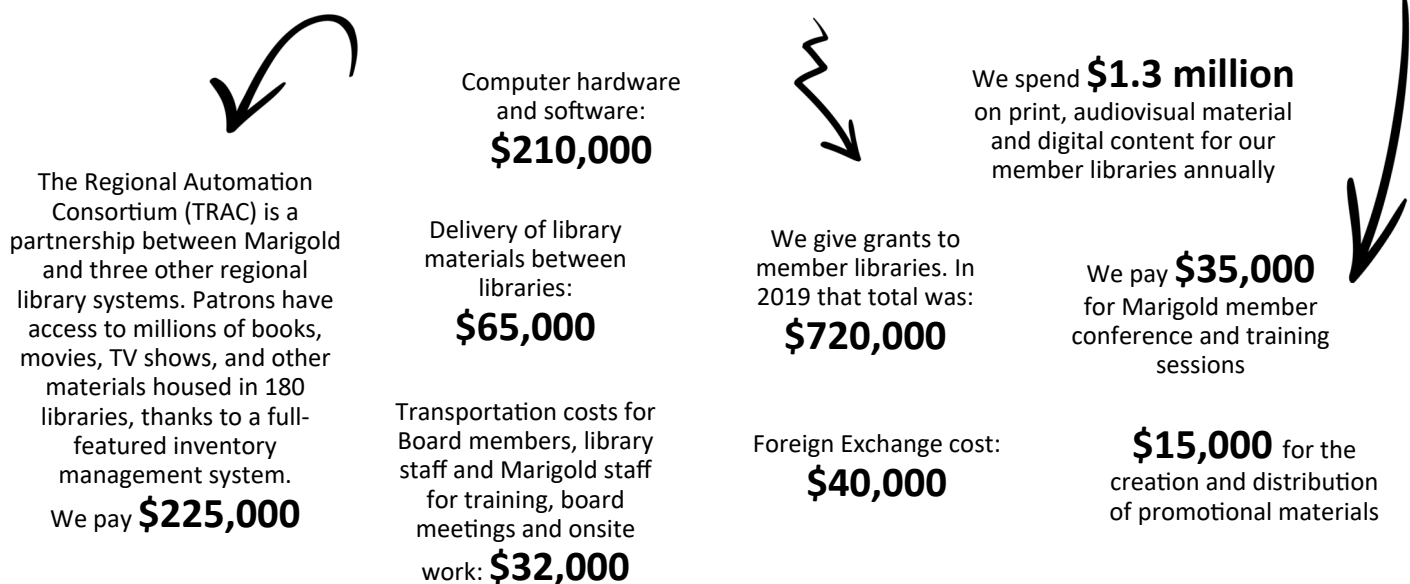 The Regional Automation
Consortium (TRAC) is a
partnership between Marigold
and three other regional
library systems. Patrons have
access to millions of books,
movies, TV shows, and other
materials housed in 180
libraries, thanks to a full-
featured inventory
management system.
We pay $225,000
Computer hardware
and software:
$210,000
Delivery of library
materials between
libraries:
$65,000
Transportation costs for
Board members, library
staff and Marigold staff
for training, board
meetings and onsite
work: $32,000
We give grants to
member libraries. In
2019 that total was:
$720,000
Foreign Exchange cost:
$40,000
We spend $1.3 million
on print, audiovisual material
and digital content for our
member libraries annually
We pay $35,000
for Marigold member
conference and training
sessions
$15,000 for the
creation and distribution
of promotional materials